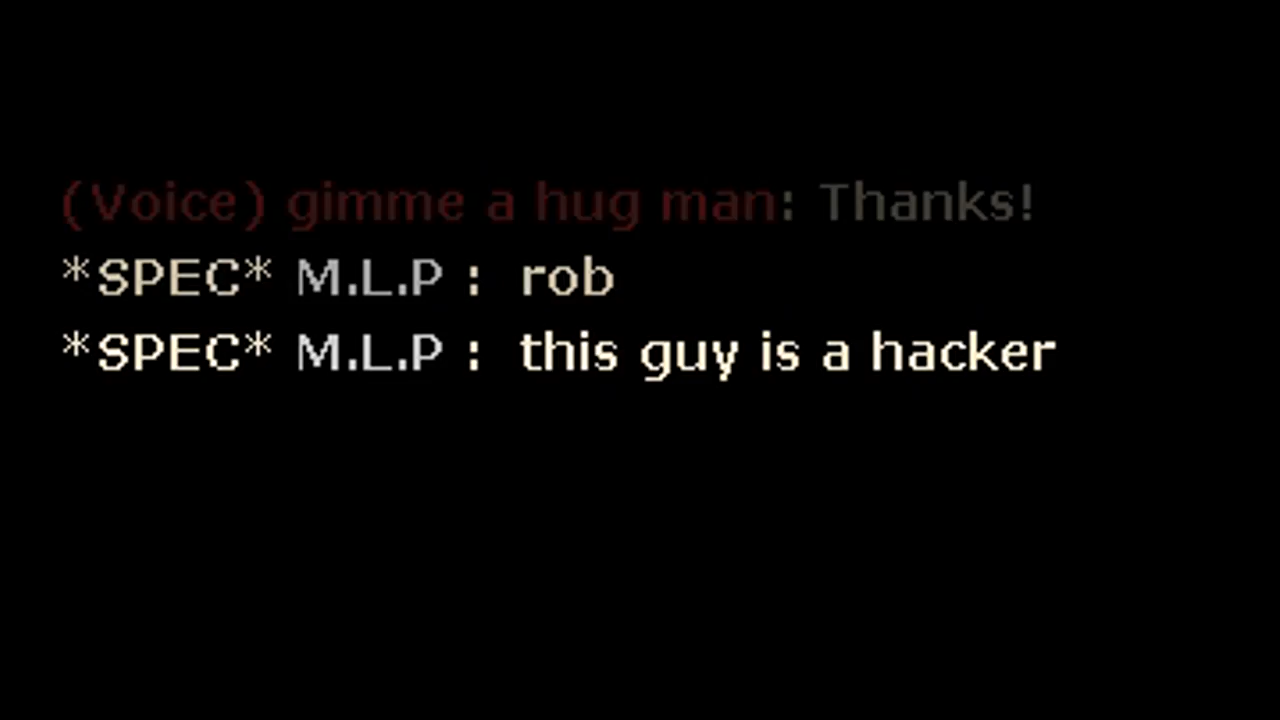 (Voice) gimme a hug man: Thanks!
*SPEC* M.L.P :  rob
*SPEC* M.L.P :  this guy is a hacker